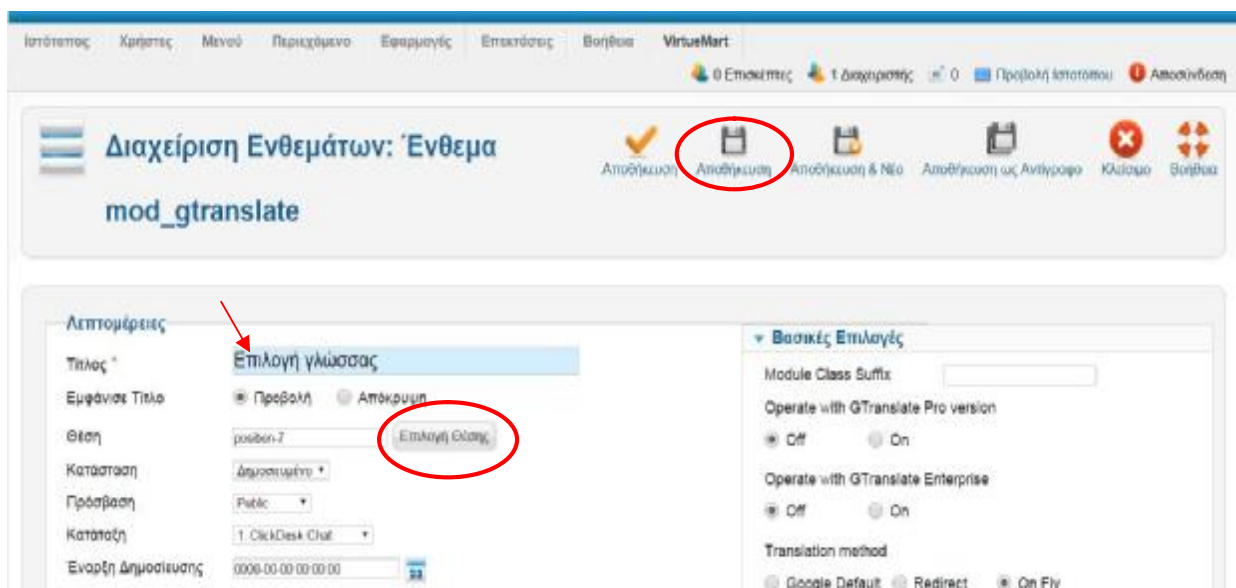 Ιστότοπος Χρήστες Μενού Περιεχόμενο Εφαρμογές Επεκτάσεις Βοήθεια VirtueMart
0 Επισκέπτες 1 Διαχειριστής 0 Προβολή Ιστοτόπου Αποσύνδεση
Διαχείριση Ενθεμάτων: Ένθεμα
mod_gtranslate
Αποθήκευση Αποθήκευση Αποθήκευση & Νέο Αποθήκευση ως Αντίγραφο Κλείσιμο Βοήθεια
Λεπτομέρειες
Τίτλος * Επιλογή γλώσσας
Εμφάνισε Τίτλο Προβολή Απόκρυψη
Θέση position-7 Επιλογή Θέσης
Κατάσταση Δημοσιευμένο
Πρόσβαση Public
Κατάταξη 1. ClickDesk Chat
Έναρξη Δημοσίευσης 0000-00-00 00:00:00 23
Βασικές Επιλογές
Module Class Suffix
Operate with GTranslate Pro version
Off On
Operate with GTranslate Enterprise
Off On
Translation method
Google Default Redirect On Fly